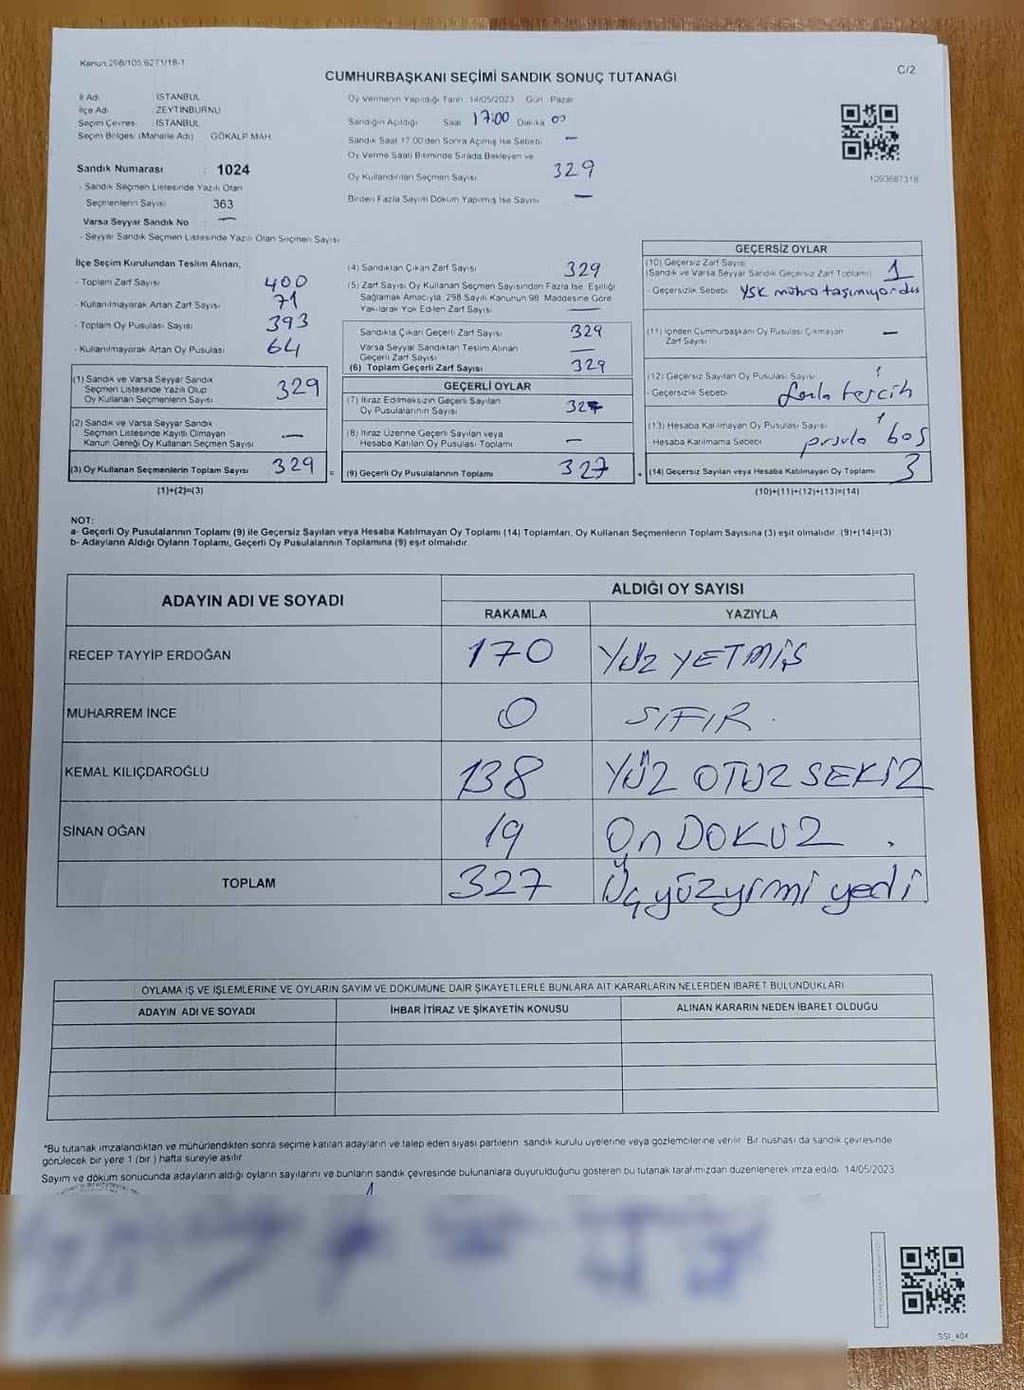 Kanun 298/105,6271/18-1
C/2
CUMHURBAŞKANI SEÇİMİ SANDIK SONUÇ TUTANAĞI
İl Adı : İSTANBUL
İlçe Adı : ZEYTİNBURNU
Seçim Çevresi : İSTANBUL
Seçim Bölgesi (Mahalle Adı) GÖKALP MAH
Sandık Numarası : 1024
- Sandık Seçmen Listesinde Yazılı Olan
Seçmenlerin Sayısı 363
Varsa Seyyar Sandık No : —
- Seyyar Sandık Seçmen Listesinde Yazılı Olan Seçmen Sayısı
Oy Vermenin Yapıldığı Tarih 14/05/2023 Gün Pazar
Sandığın Açıldığı Saat 17:00 Dakika 00
Sandık Saat 17.00'den Sonra Açılmış İse Sebebi —
Oy Verme Saati Bitiminde Sırada Bekleyen ve
Oy Kullandırılan Seçmen Sayısı 329
Birden Fazla Sayım Döküm Yapılmış İse Sayısı —
1093687318
İlçe Seçim Kurulundan Teslim Alınan;
- Toplam Zarf Sayısı 400
- Kullanılmayarak Artan Zarf Sayısı 71
- Toplam Oy Pusulası Sayısı 393
- Kullanılmayarak Artan Oy Pusulası 64
(1) Sandık ve Varsa Seyyar Sandık
Seçmen Listesinde Yazılı Olup
Oy Kullanan Seçmenlerin Sayısı 329
(2) Sandık ve Varsa Seyyar Sandık
Seçmen Listesinde Kayıtlı Olmayan
Kanun Gereği Oy Kullanan Seçmen Sayısı —
(3) Oy Kullanan Seçmenlerin Toplam Sayısı 329 =
(1)+(2)=(3)
(4) Sandıktan Çıkan Zarf Sayısı 329
(5) Zarf Sayısı Oy Kullanan Seçmen Sayısından Fazla İse, Eşitliği
Sağlamak Amacıyla, 298 Sayılı Kanunun 98. Maddesine Göre
Yakılarak Yok Edilen Zarf Sayısı —
Sandıkta Çıkan Geçerli Zarf Sayısı 329
Varsa Seyyar Sandıktan Teslim Alınan
Geçerli Zarf Sayısı —
(6) Toplam Geçerli Zarf Sayısı 329
GEÇERLİ OYLAR
(7) İtiraz Edilmeksizin Geçerli Sayılan
Oy Pusulalarının Sayısı 327
(8) İtiraz Üzerine Geçerli Sayılan veya
Hesaba Katılan Oy Pusulası Toplamı —
(9) Geçerli Oy Pusulalarının Toplamı 327 +
GEÇERSİZ OYLAR
(10) Geçersiz Zarf Sayısı
(Sandık ve Varsa Seyyar Sandık Geçersiz Zarf Toplamı) 1
- Geçersizlik Sebebi YSK mührü taşımıyordu
(11) İçinden Cumhurbaşkanı Oy Pusulası Çıkmayan
Zarf Sayısı —
(12) Geçersiz Sayılan Oy Pusulası Sayısı 1
- Geçersizlik Sebebi fazla tercih
(13) Hesaba Katılmayan Oy Pusulası Sayısı 1
- Hesaba Katılmama Sebebi pusula boş
(14) Geçersiz Sayılan veya Hesaba Katılmayan Oy Toplamı 3
(10)+(11)+(12)+(13)=(14)
NOT:
a- Geçerli Oy Pusulalarının Toplamı (9) ile Geçersiz Sayılan veya Hesaba Katılmayan Oy Toplamı (14) Toplamları, Oy Kullanan Seçmenlerin Toplam Sayısına (3) eşit olmalıdır. (9)+(14)=(3)
b- Adayların Aldığı Oyların Toplamı, Geçerli Oy Pusulalarının Toplamına (9) eşit olmalıdır.
ADAYIN ADI VE SOYADI
ALDIĞI OY SAYISI
RAKAMLA YAZIYLA
RECEP TAYYİP ERDOĞAN 170 YÜZ YETMİŞ
MUHARREM İNCE 0 SIFIR.
KEMAL KILIÇDAROĞLU 138 YÜZ OTUZ SEKİZ
SİNAN OĞAN 19 On DOKUZ.
TOPLAM 327 Üç yüz yirmi yedi
OYLAMA İŞ VE İŞLEMLERİNE VE OYLARIN SAYIM VE DÖKÜMÜNE DAİR ŞİKAYETLERLE BUNLARA AİT KARARLARIN NELERDEN İBARET BULUNDUKLARI
ADAYIN ADI VE SOYADI İHBAR İTİRAZ VE ŞİKAYETİN KONUSU ALINAN KARARIN NEDEN İBARET OLDUĞU
*Bu tutanak imzalandıktan ve mühürlendikten sonra seçime katılan adayların ve talep eden siyasi partilerin sandık kurulu üyelerine veya gözlemcilerine verilir. Bir nüshası da sandık çevresinde
görülecek bir yere 1 (bir) hafta süreyle asılır.
Sayım ve döküm sonucunda adayların aldığı oyların sayılarını ve bunların sandık çevresinde bulunanlara duyurulduğunu gösteren bu tutanak tarafımızdan düzenlenerek imza edildi. 14/05/2023
SSI_404